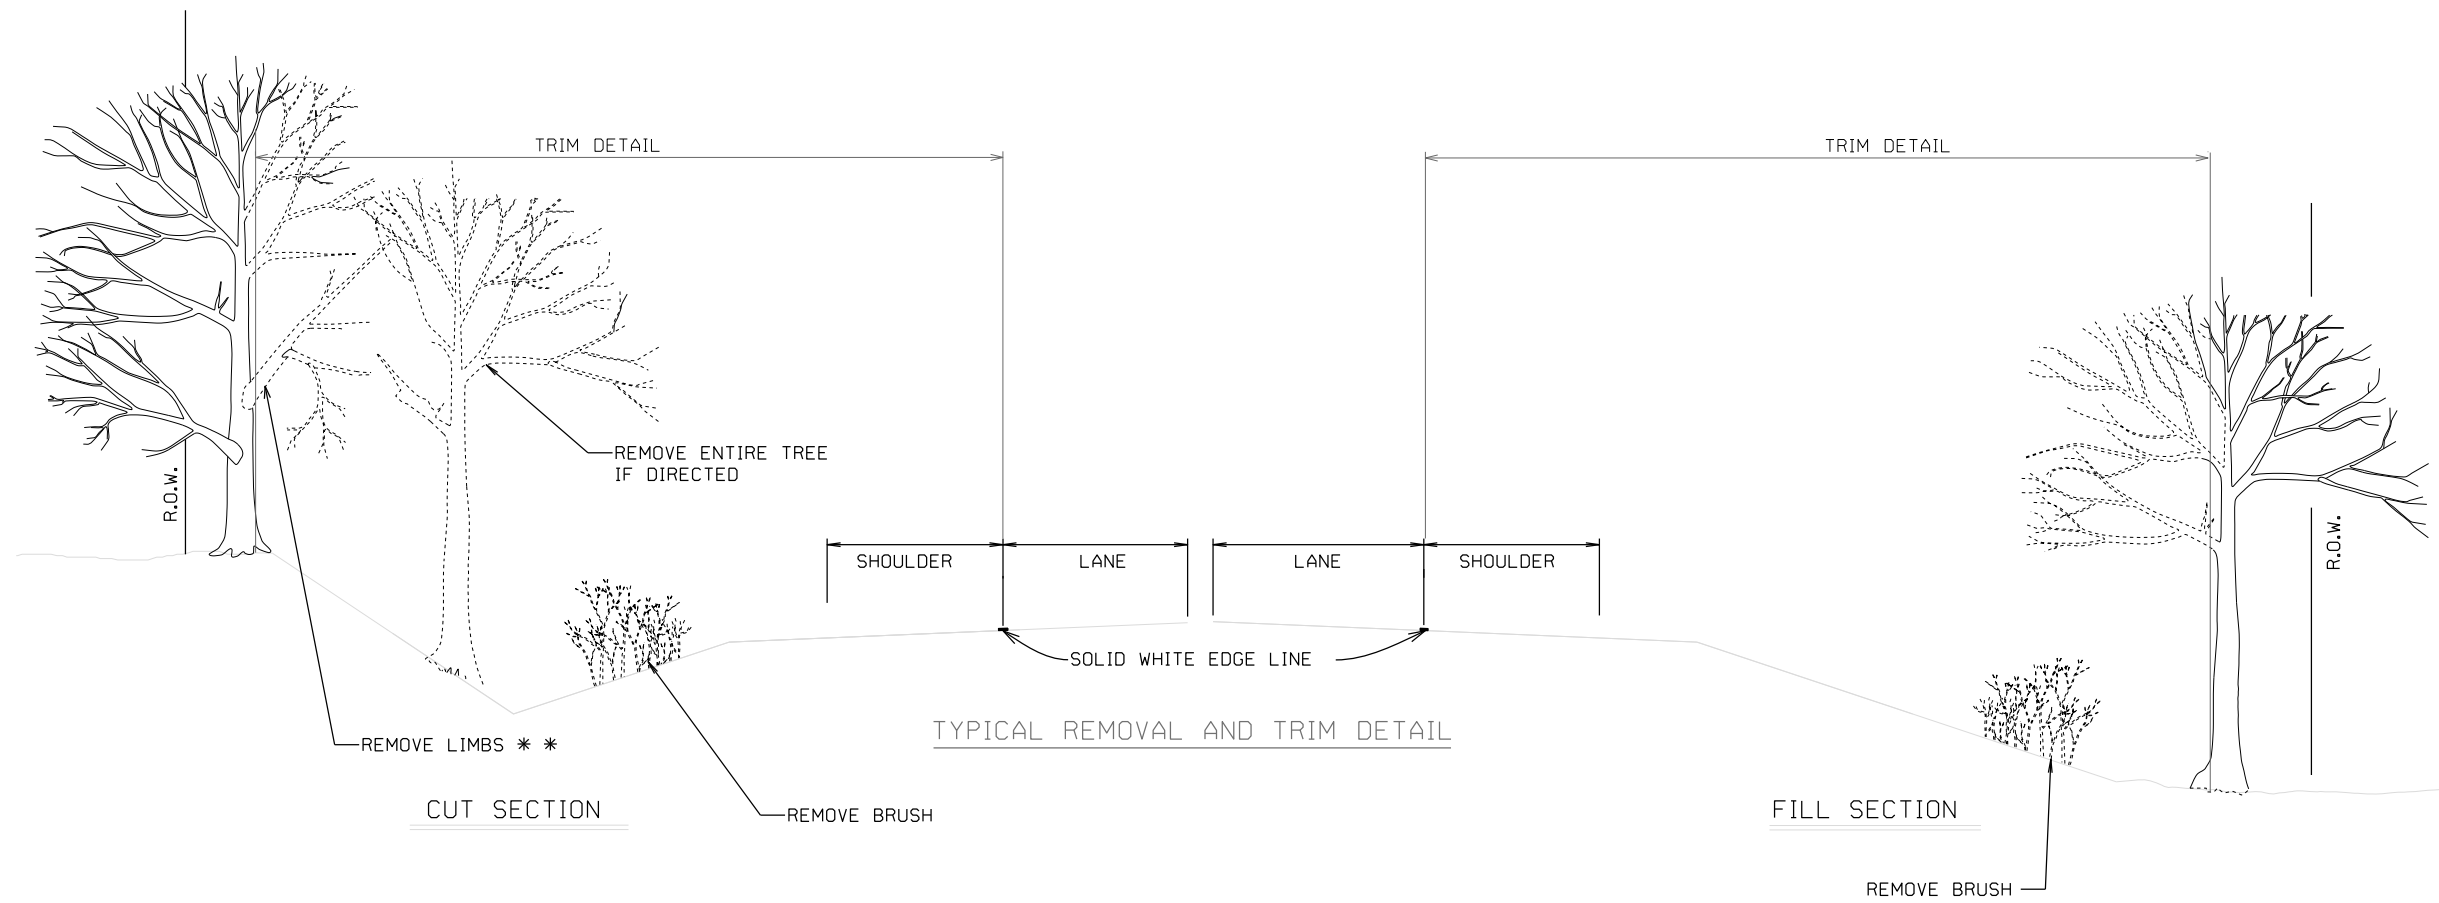 TRIM DETAIL
TRIM DETAIL
REMOVE ENTIRE TREE
IF DIRECTED
R.O.W.
R.O.W.
SHOULDER
LANE
LANE
SHOULDER
SOLID WHITE EDGE LINE
TYPICAL REMOVAL AND TRIM DETAIL
REMOVE LIMBS * *
CUT SECTION
REMOVE BRUSH
FILL SECTION
REMOVE BRUSH